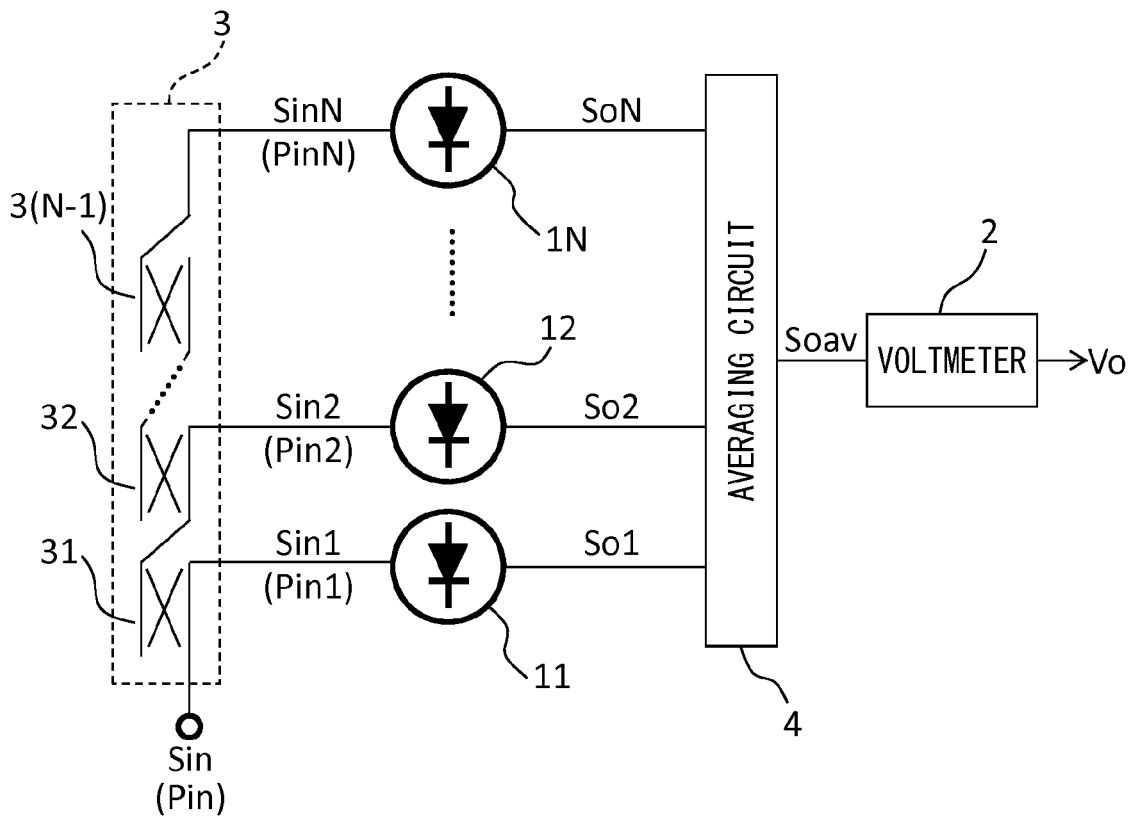 3
SinN
(PinN)
SoN
3(N-1)
1N
2
12
AVERAGING CIRCUIT
Soav
VOLTMETER
Vo
32
Sin2
(Pin2)
So2
31
Sin1
(Pin1)
So1
11
4
Sin
(Pin)